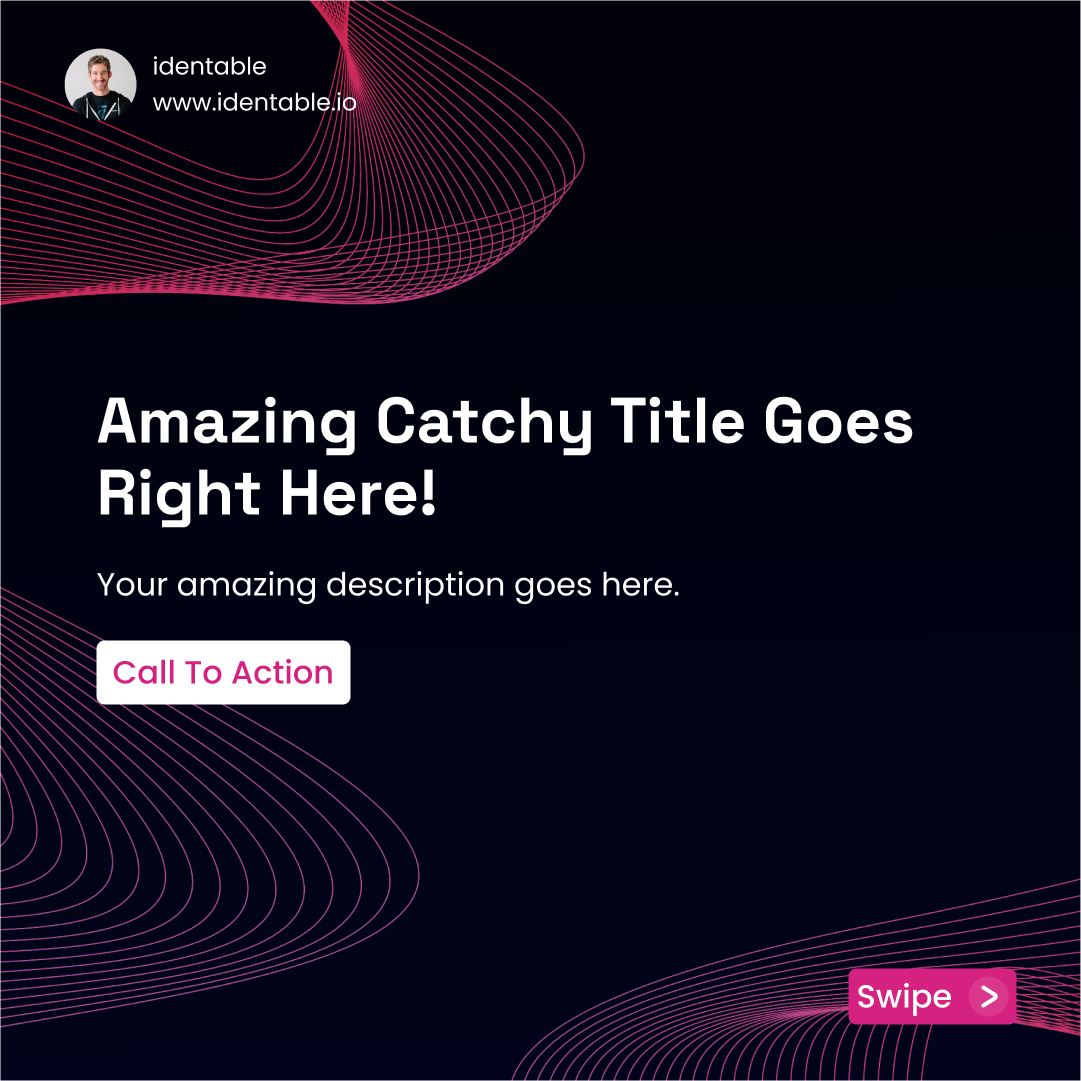 identable
www.identable.io
Amazing Catchy Title Goes
Right Here!
Your amazing description goes here.
Call To Action
Swipe